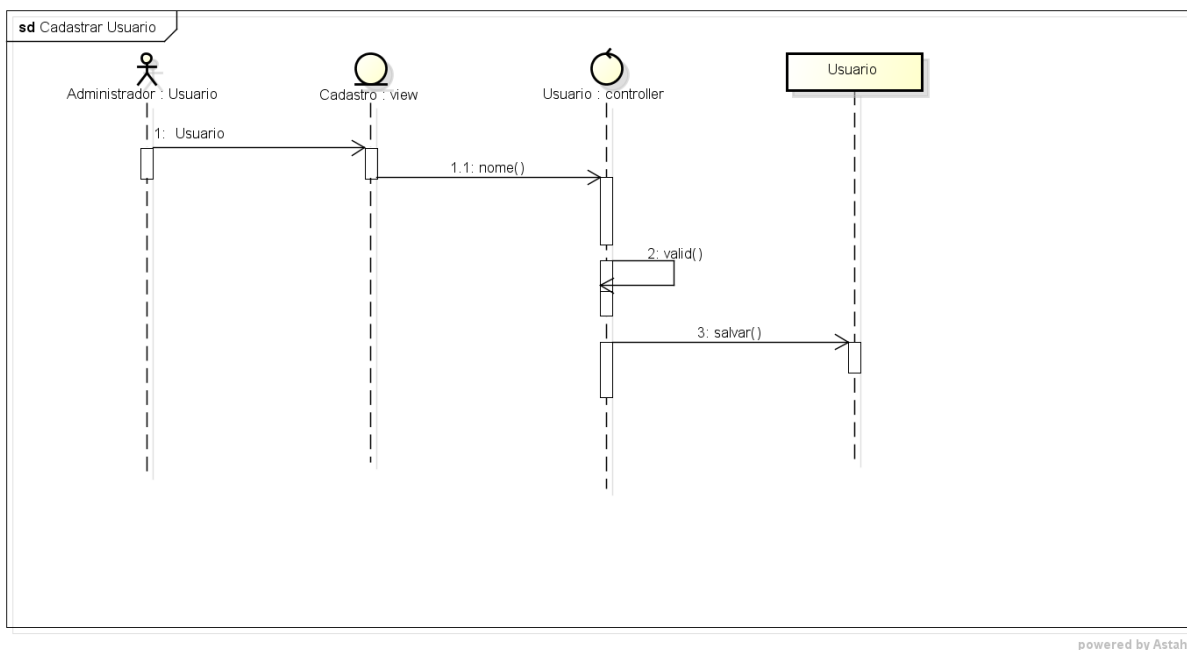 sd Cadastrar Usuario
Administrador : Usuario
Cadastro : view
Usuario : controller
Usuario
1: Usuario
1.1: nome()
2: valid()
3: salvar()
powered by Astah